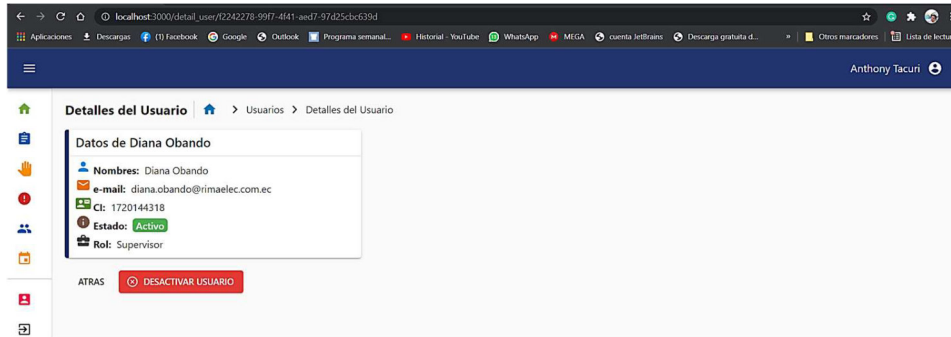 localhost:3000/detail_user/f2242278-99f7-4f41-aed7-97d25cbc639d
Aplicaciones Descargas (1) Facebook Google Outlook Programa semanal... Historial - YouTube WhatsApp MEGA cuenta JetBrains Descarga gratuita d... » Otros marcadores Lista de lectu
Anthony Tacuri
Detalles del Usuario > Usuarios > Detalles del Usuario
Datos de Diana Obando
Nombres: Diana Obando
e-mail: diana.obando@rimaelec.com.ec
CI: 1720144318
Estado: Activo
Rol: Supervisor
ATRAS DESACTIVAR USUARIO